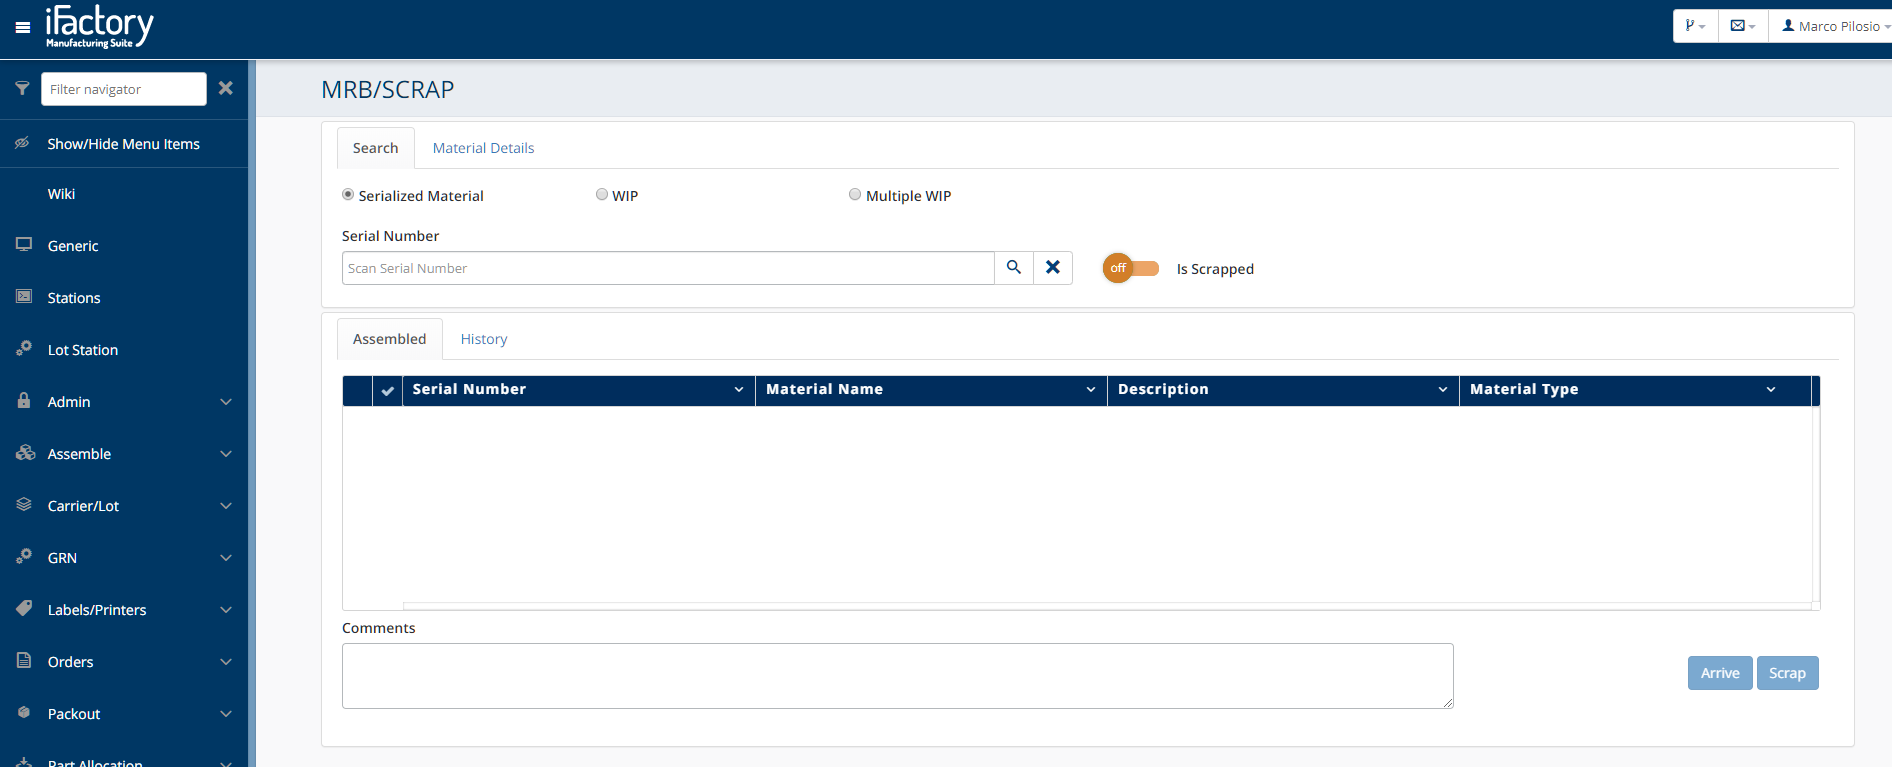 iFactory
Manufacturing Suite
Marco Pilosio
Filter navigator
Show/Hide Menu Items
Wiki
Generic
Stations
Lot Station
Admin
Assemble
Carrier/Lot
GRN
Labels/Printers
Orders
Packout
Part Allocation
MRB/SCRAP
Search Material Details
Serialized Material WIP Multiple WIP
Serial Number
Scan Serial Number off Is Scrapped
Assembled History
Serial Number Material Name Description Material Type
Comments
Arrive Scrap